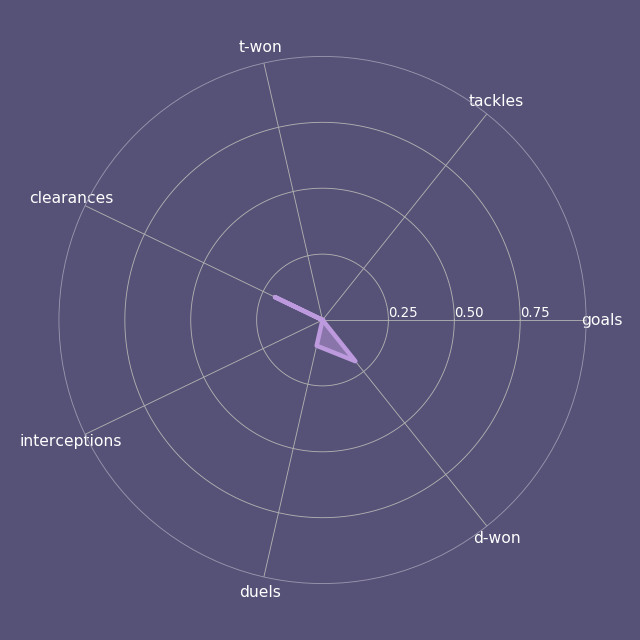 t-won
tackles
clearances
0.25
0.50
0.75
goals
interceptions
d-won
duels